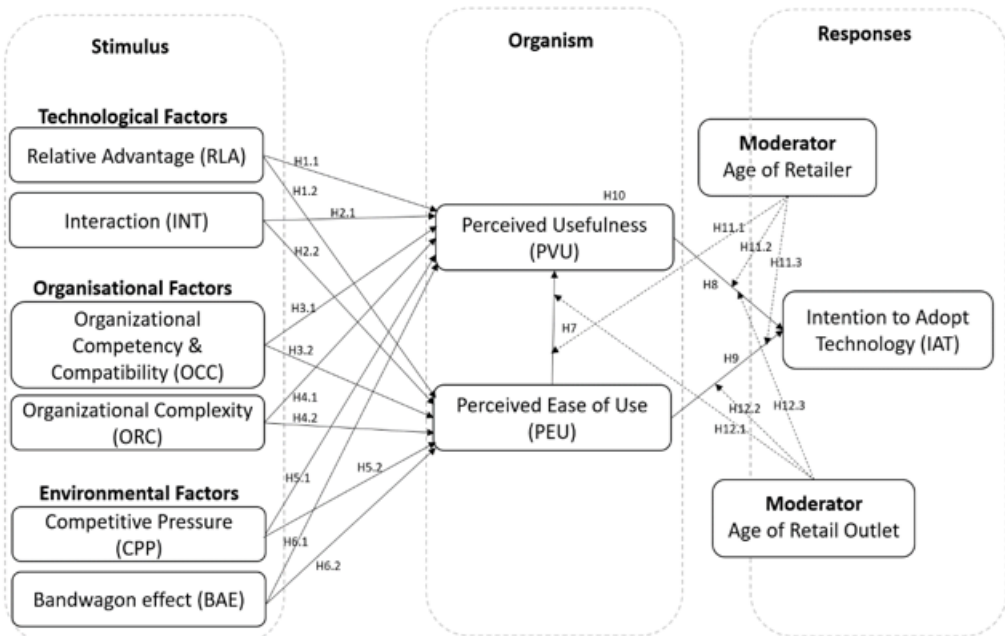 Stimulus
Technological Factors
Relative Advantage (RLA)
Interaction (INT)
Organisational Factors
Organizational
Competency &
Compatibility (OCC)
Organizational Complexity
(ORC)
Environmental Factors
Competitive Pressure
(CPP)
Bandwagon effect (BAE)
H1.1
H1.2
H2.1
H2.2
H3.1
H3.2
H4.1
H4.2
H5.1
H5.2
H6.1
H6.2
Organism
H10
Perceived Usefulness
(PVU)
H7
Perceived Ease of Use
(PEU)
Responses
Moderator
Age of Retailer
H11.1
H11.2
H11.3
H8
Intention to Adopt
Technology (IAT)
H9
H12.2
H12.3
H12.1
Moderator
Age of Retail Outlet